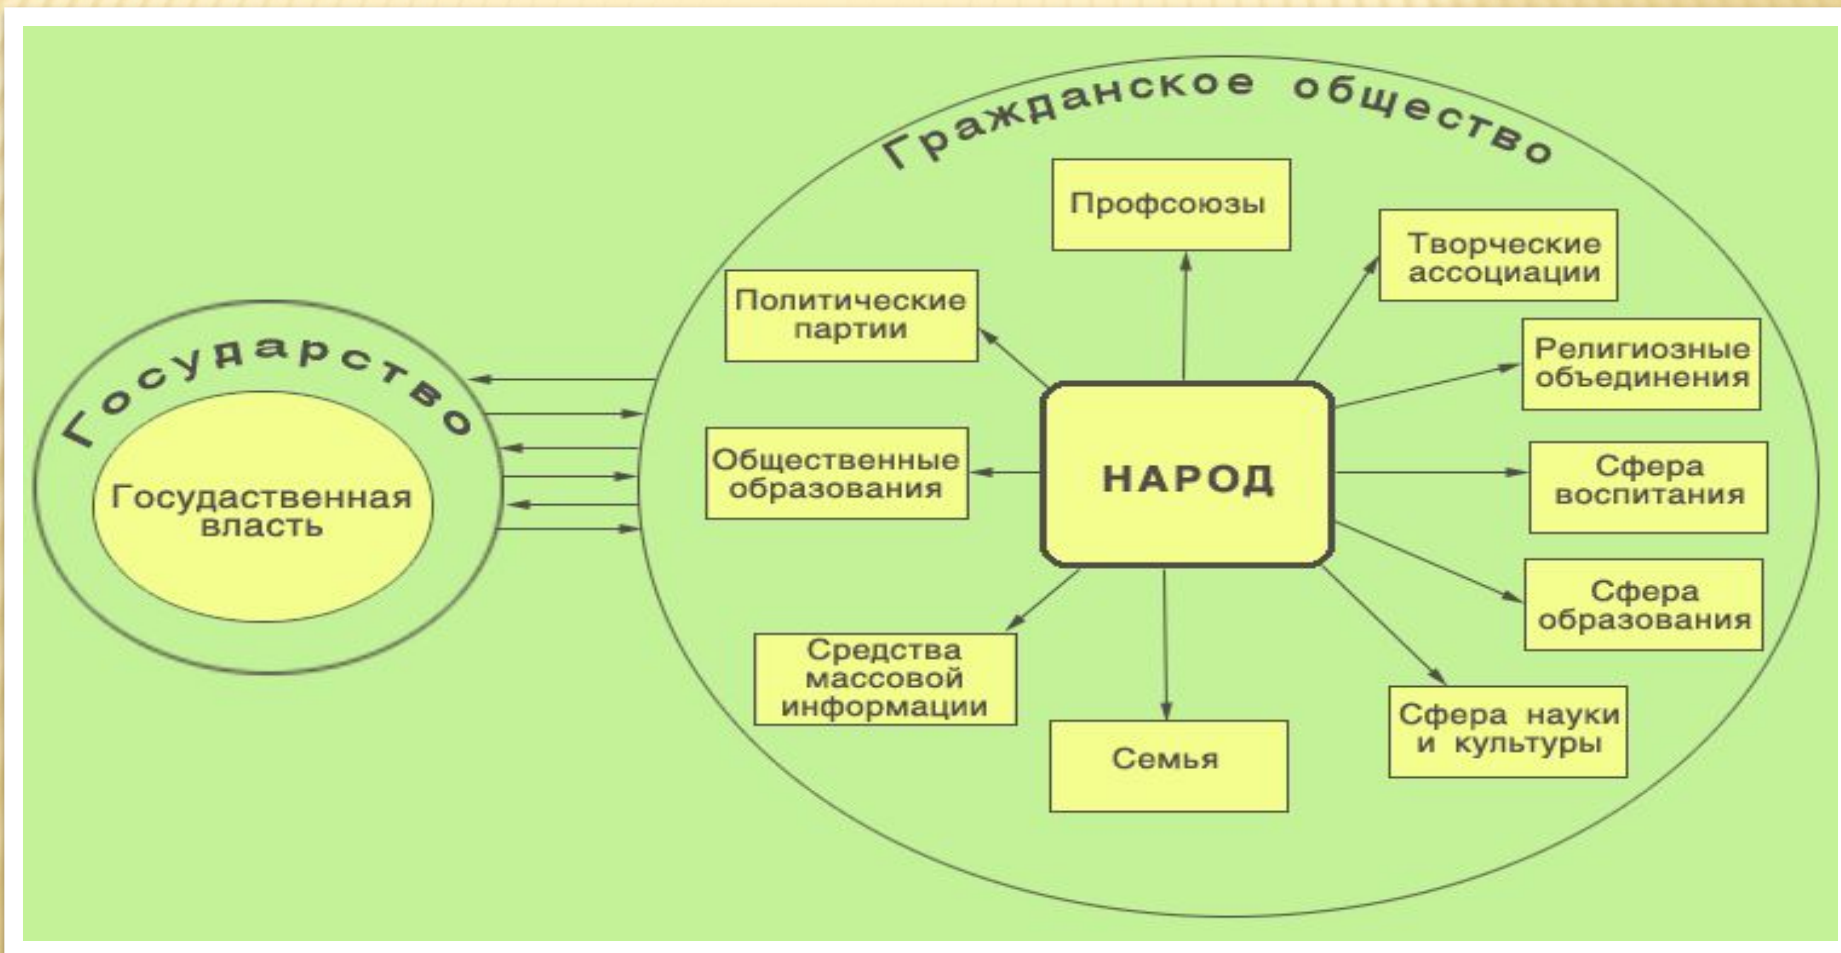 Гражданское общество
Профсоюзы
Творческие
ассоциации
Политические
партии
Религиозные
объединения
Государство
Общественные
образования
НАРОД
Сфера
воспитания
Государственная
власть
Сфера
образования
Средства
массовой
информации
Семья
Сфера науки
и культуры